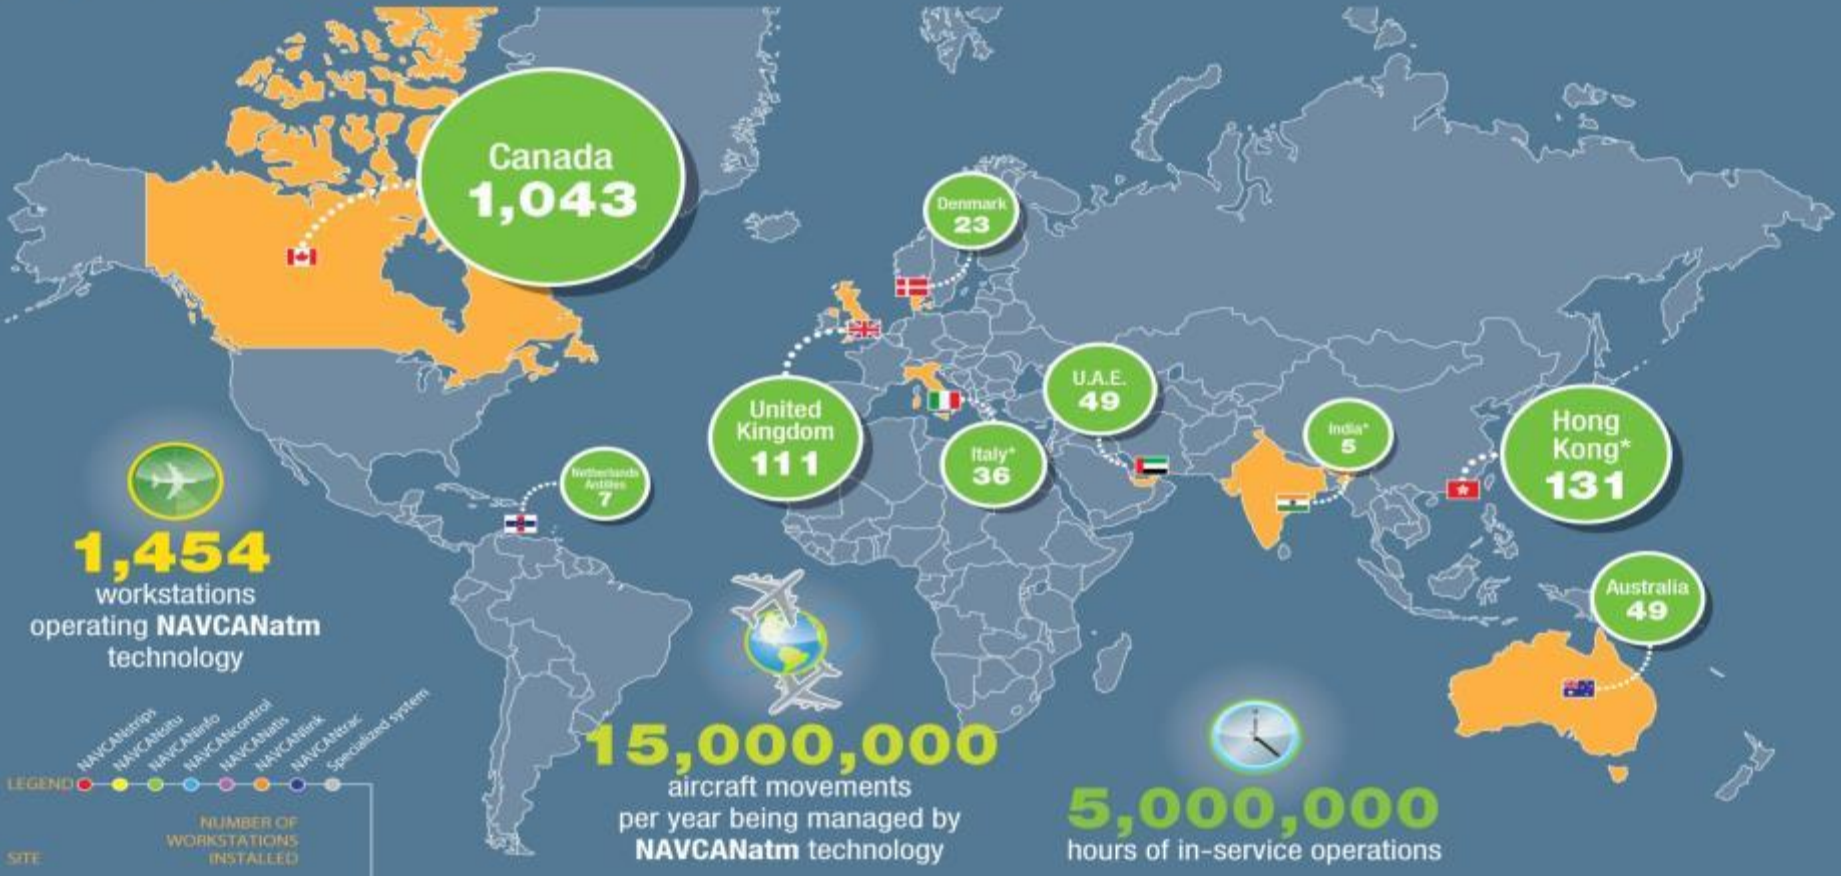 Canada
1,043
Denmark
23
United
Kingdom
111
Italy*
36
U.A.E.
49
India*
5
Hong
Kong*
131
Netherlands
Antilles
7
Australia
49
1,454
workstations
operating NAVCANatm
technology
15,000,000
aircraft movements
per year being managed by
NAVCANatm technology
5,000,000
hours of in-service operations
LEGEND
NAVCANstrips
NAVCANsitu
NAVCANinfo
NAVCANcontrol
NAVCANatis
NAVCANlink
NAVCANtrac
Specialized system
NUMBER OF
WORKSTATIONS
INSTALLED
SITE